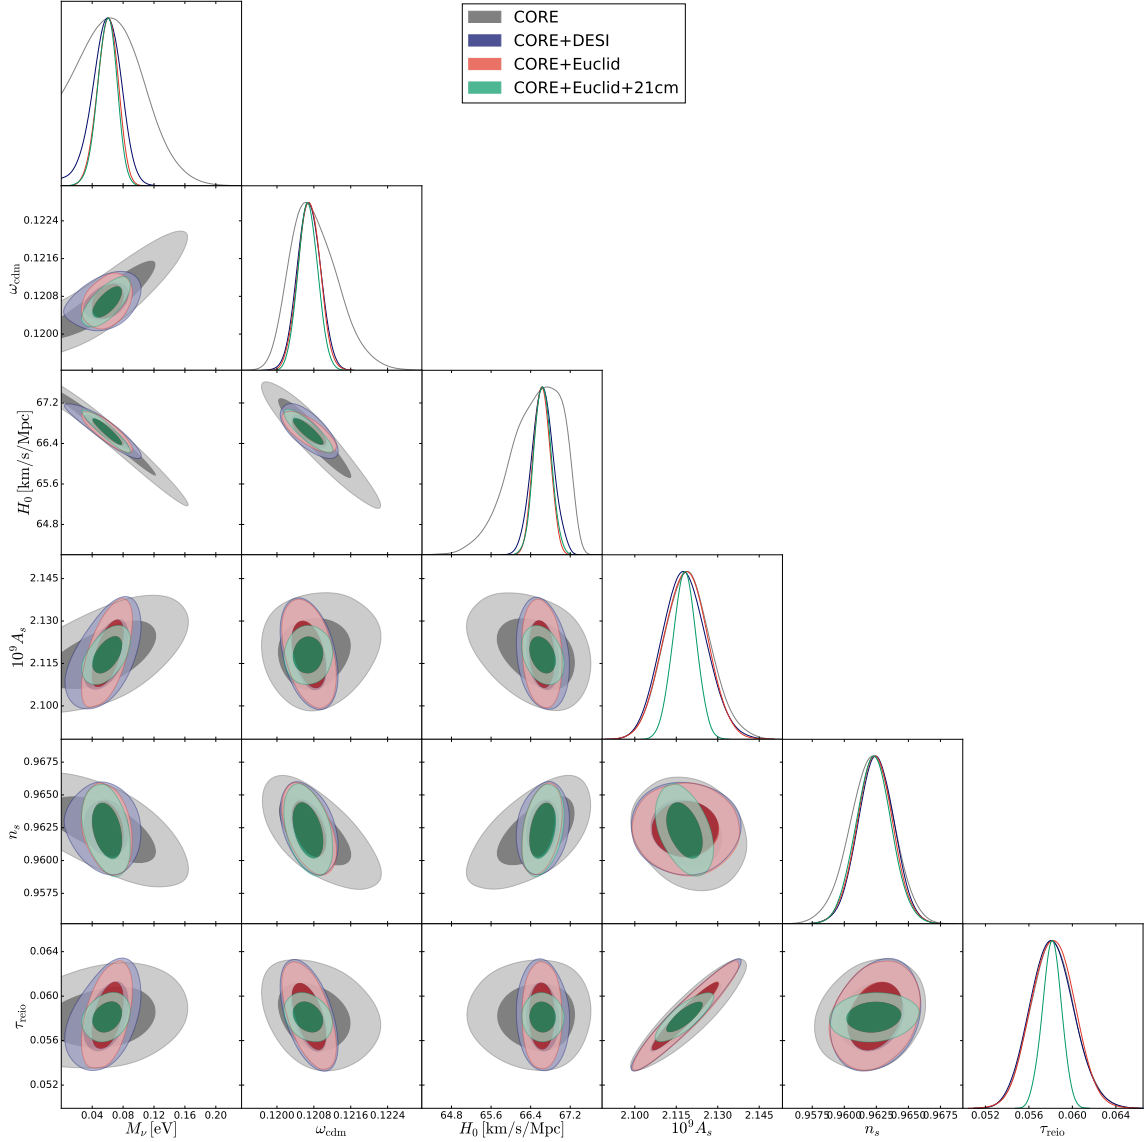 CORE
CORE+DESI
CORE+Euclid
CORE+Euclid+21cm
0.1224
0.1216
0.1208
0.1200
ω_cdm
67.2
66.4
65.6
64.8
H_0 [km/s/Mpc]
2.145
2.130
2.115
2.100
10^9 A_s
0.9675
0.9650
0.9625
0.9600
0.9575
n_s
0.064
0.060
0.056
0.052
τ_reio
0.04 0.08 0.12 0.16 0.20
0.1200 0.1208 0.1216 0.1224
64.8 65.6 66.4 67.2
2.100 2.115 2.130 2.145
0.9575 0.9600 0.9625 0.9650 0.9675
0.052 0.056 0.060 0.064
M_ν [eV]
ω_cdm
H_0 [km/s/Mpc]
10^9 A_s
n_s
τ_reio